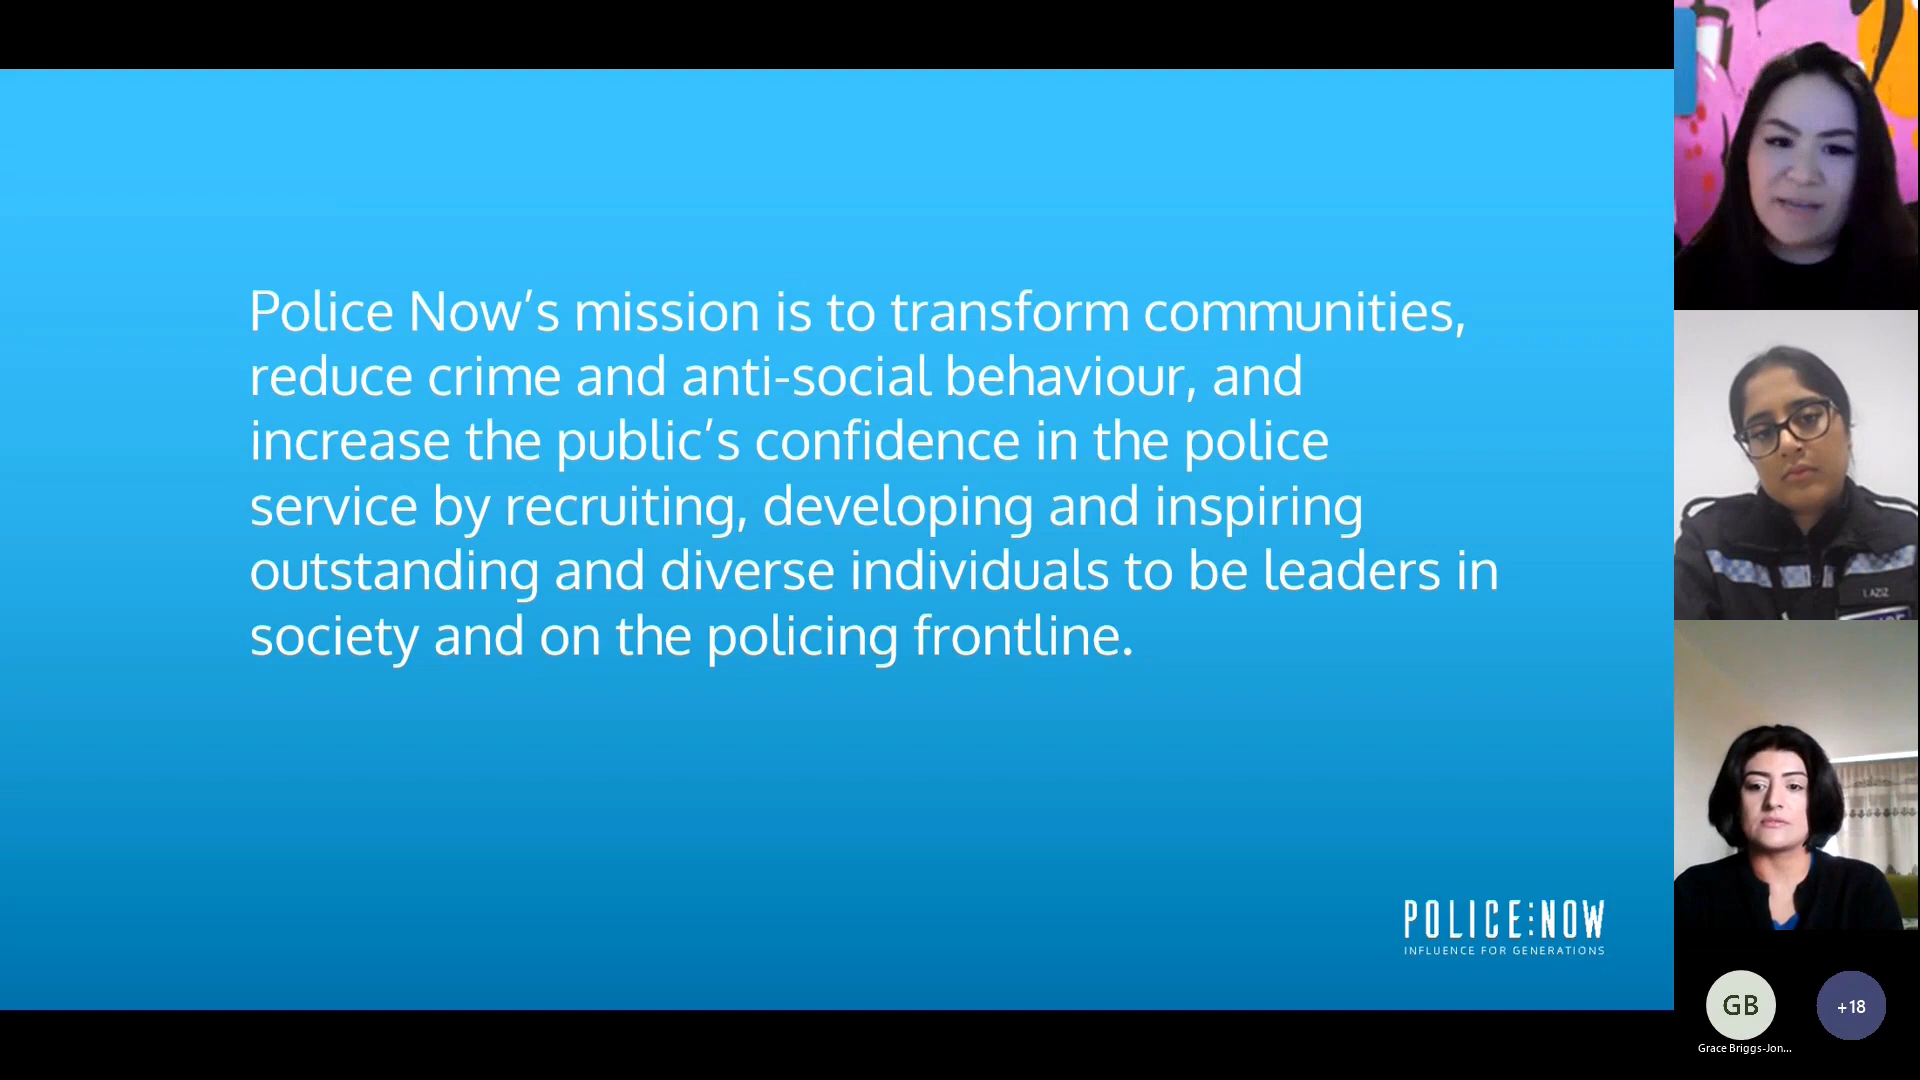 Police Now’s mission is to transform communities,
reduce crime and anti-social behaviour, and
increase the public’s confidence in the police
service by recruiting, developing and inspiring
outstanding and diverse individuals to be leaders in
society and on the policing frontline.
POLICE:NOW
INFLUENCE FOR GENERATIONS
I. AZIZ
GB
+18
Grace Briggs-Jon...